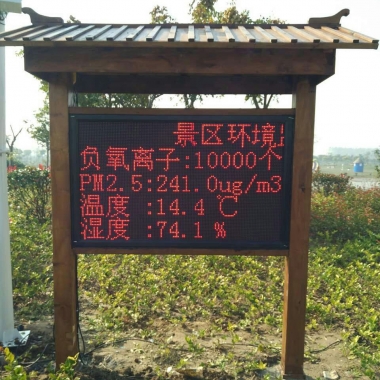 景区环境
负氧离子:10000个
PM2.5:241.0ug/m3
温度 :14.4 ℃
湿度 :74.1 %